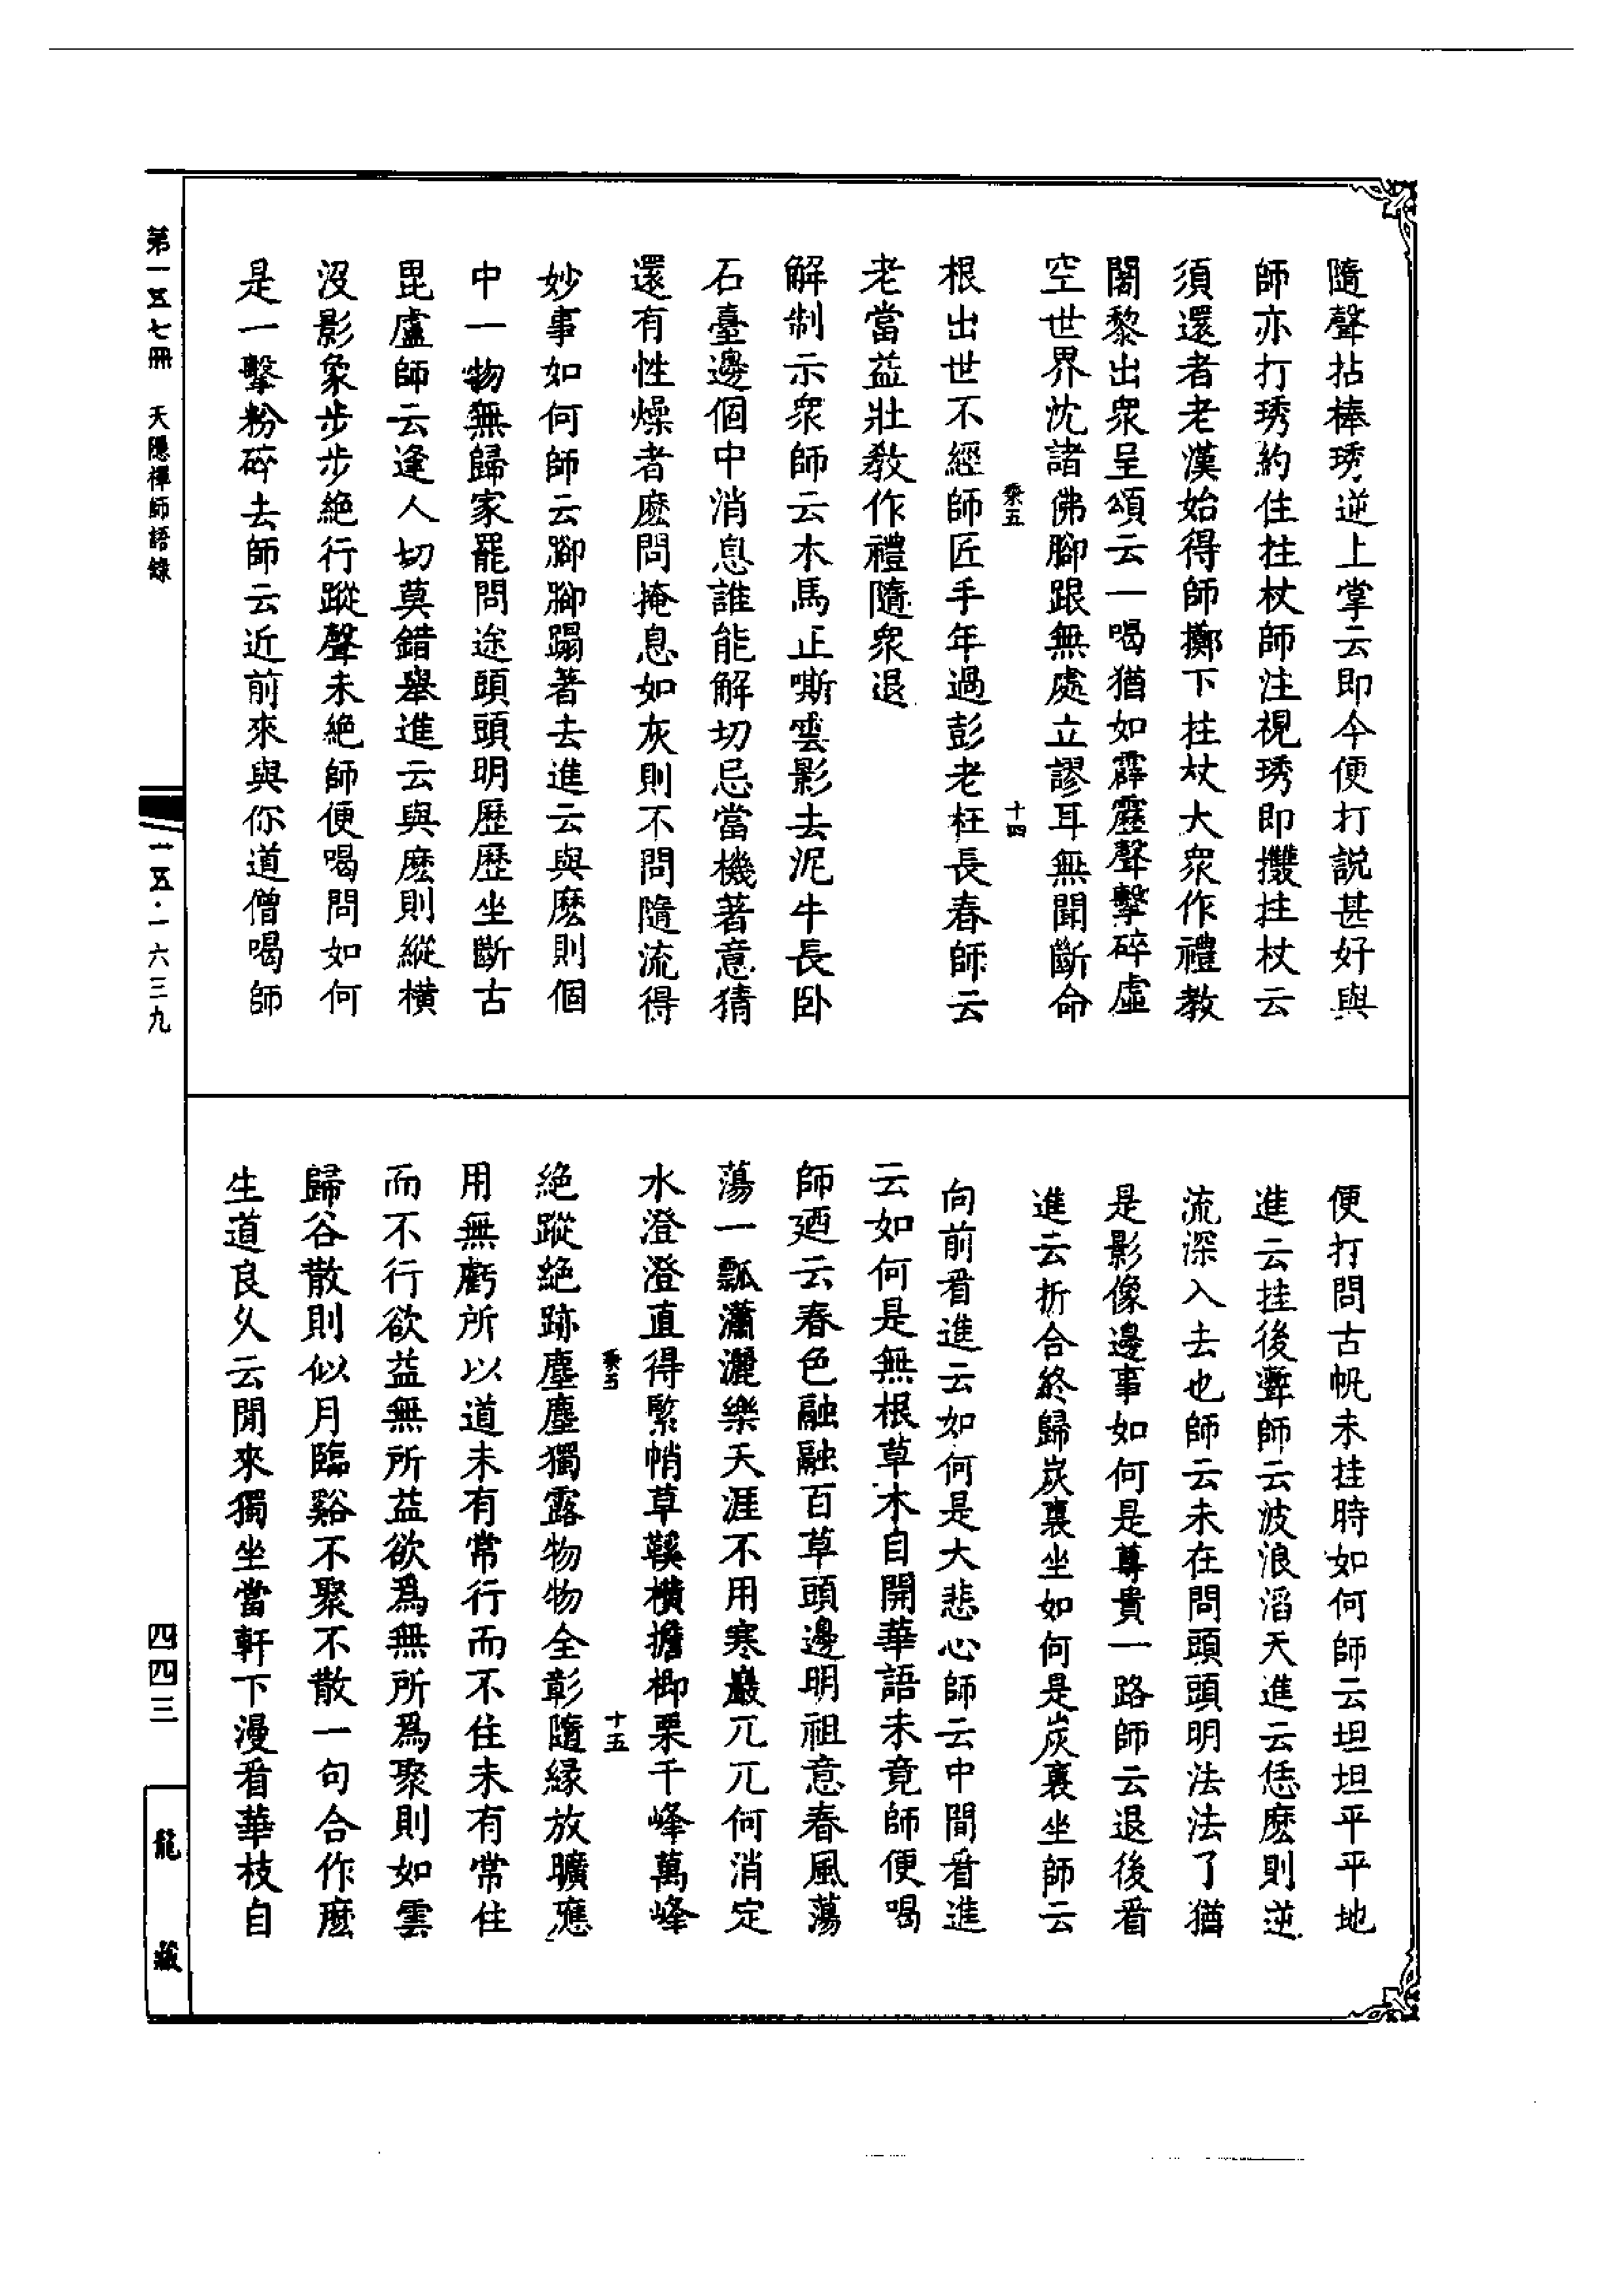 隨聲拈棒琇逆上掌云即今便打説甚好與
師亦打琇約住拄杖師注視琇即攢拄杖云
須還者老漢始得師擲下拄杖大衆作禮教
闍黎出衆呈頌云一喝猶如霹靂聲擊碎虛
空世界沈諸佛腳跟無處立謬耳無聞斷命
乘五
十四
根出世不經師匠手年過彭老枉長春師云
老當益壯教作禮隨衆退
解制示衆師云木馬正嘶雲影去泥牛長卧
石臺邊個中消息誰能解切忌當機著意猜
還有性燥者麽問掩息如灰則不問隨流得
妙事如何師云腳腳蹋著去進云與麽則個
中一物無歸家罷問途頭頭明歷歷坐斷古
毘盧師云逢人切莫錯舉進云與麽則縱橫
沒影象步步絕行蹤聲未絕師便喝問如何
是一擊粉碎去師云近前來與你道僧喝師
便打問古帆未挂時如何師云坦坦平平地
進云挂後聻師云波浪滔天進云恁麽則逆
流深入去也師云未在問頭頭明法法了猶
是影像邊事如何是尊貴一路師云退後看
進云折合終歸炭裏坐如何是炭裏坐師云
向前看進云如何是大悲心師云中間看進
云如何是無根草木自開華語未竟師便喝
師迺云春色融融百草頭邊明祖意春風蕩
蕩一瓢瀟灑樂天涯不用寒巖兀兀何消定
水澄澄直得緊帩草鞵橫擔楖栗千峰萬峰
乘五
十五
絕蹤絕跡塵塵獨露物物全彰隨緣放曠應
用無虧所以道未有常行而不住未有常住
而不行欲益無所益欲爲無所爲聚則如雲
歸谷散則似月臨谿不聚不散一句合作麽
生道良久云閒來獨坐當軒下漫看華枝自
第一五七冊　天隱禪師語錄
一五·一六三九
四四三
龍藏